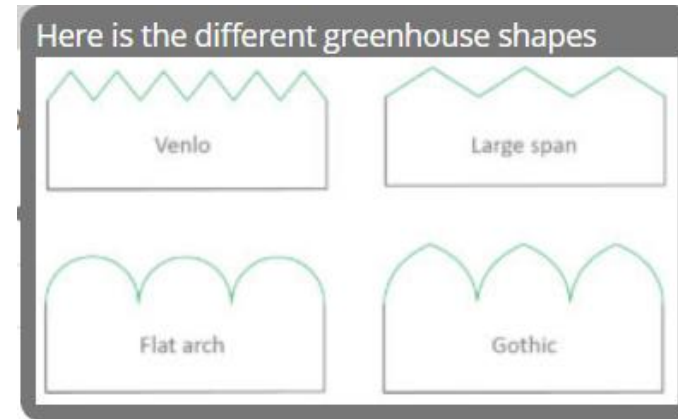 Here is the different greenhouse shapes
Venlo
Large span
Flat arch
Gothic